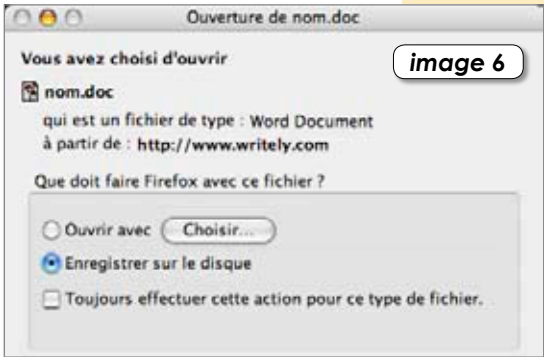 Ouverture de nom.doc
Vous avez choisi d'ouvrir
image 6
nom.doc
qui est un fichier de type : Word Document
à partir de : http://www.writely.com
Que doit faire Firefox avec ce fichier ?
Ouvrir avec Choisir...
Enregistrer sur le disque
Toujours effectuer cette action pour ce type de fichier.